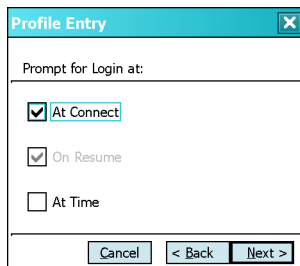 Profile Entry
Prompt for Login at:
At Connect
On Resume
At Time
Cancel < Back Next >